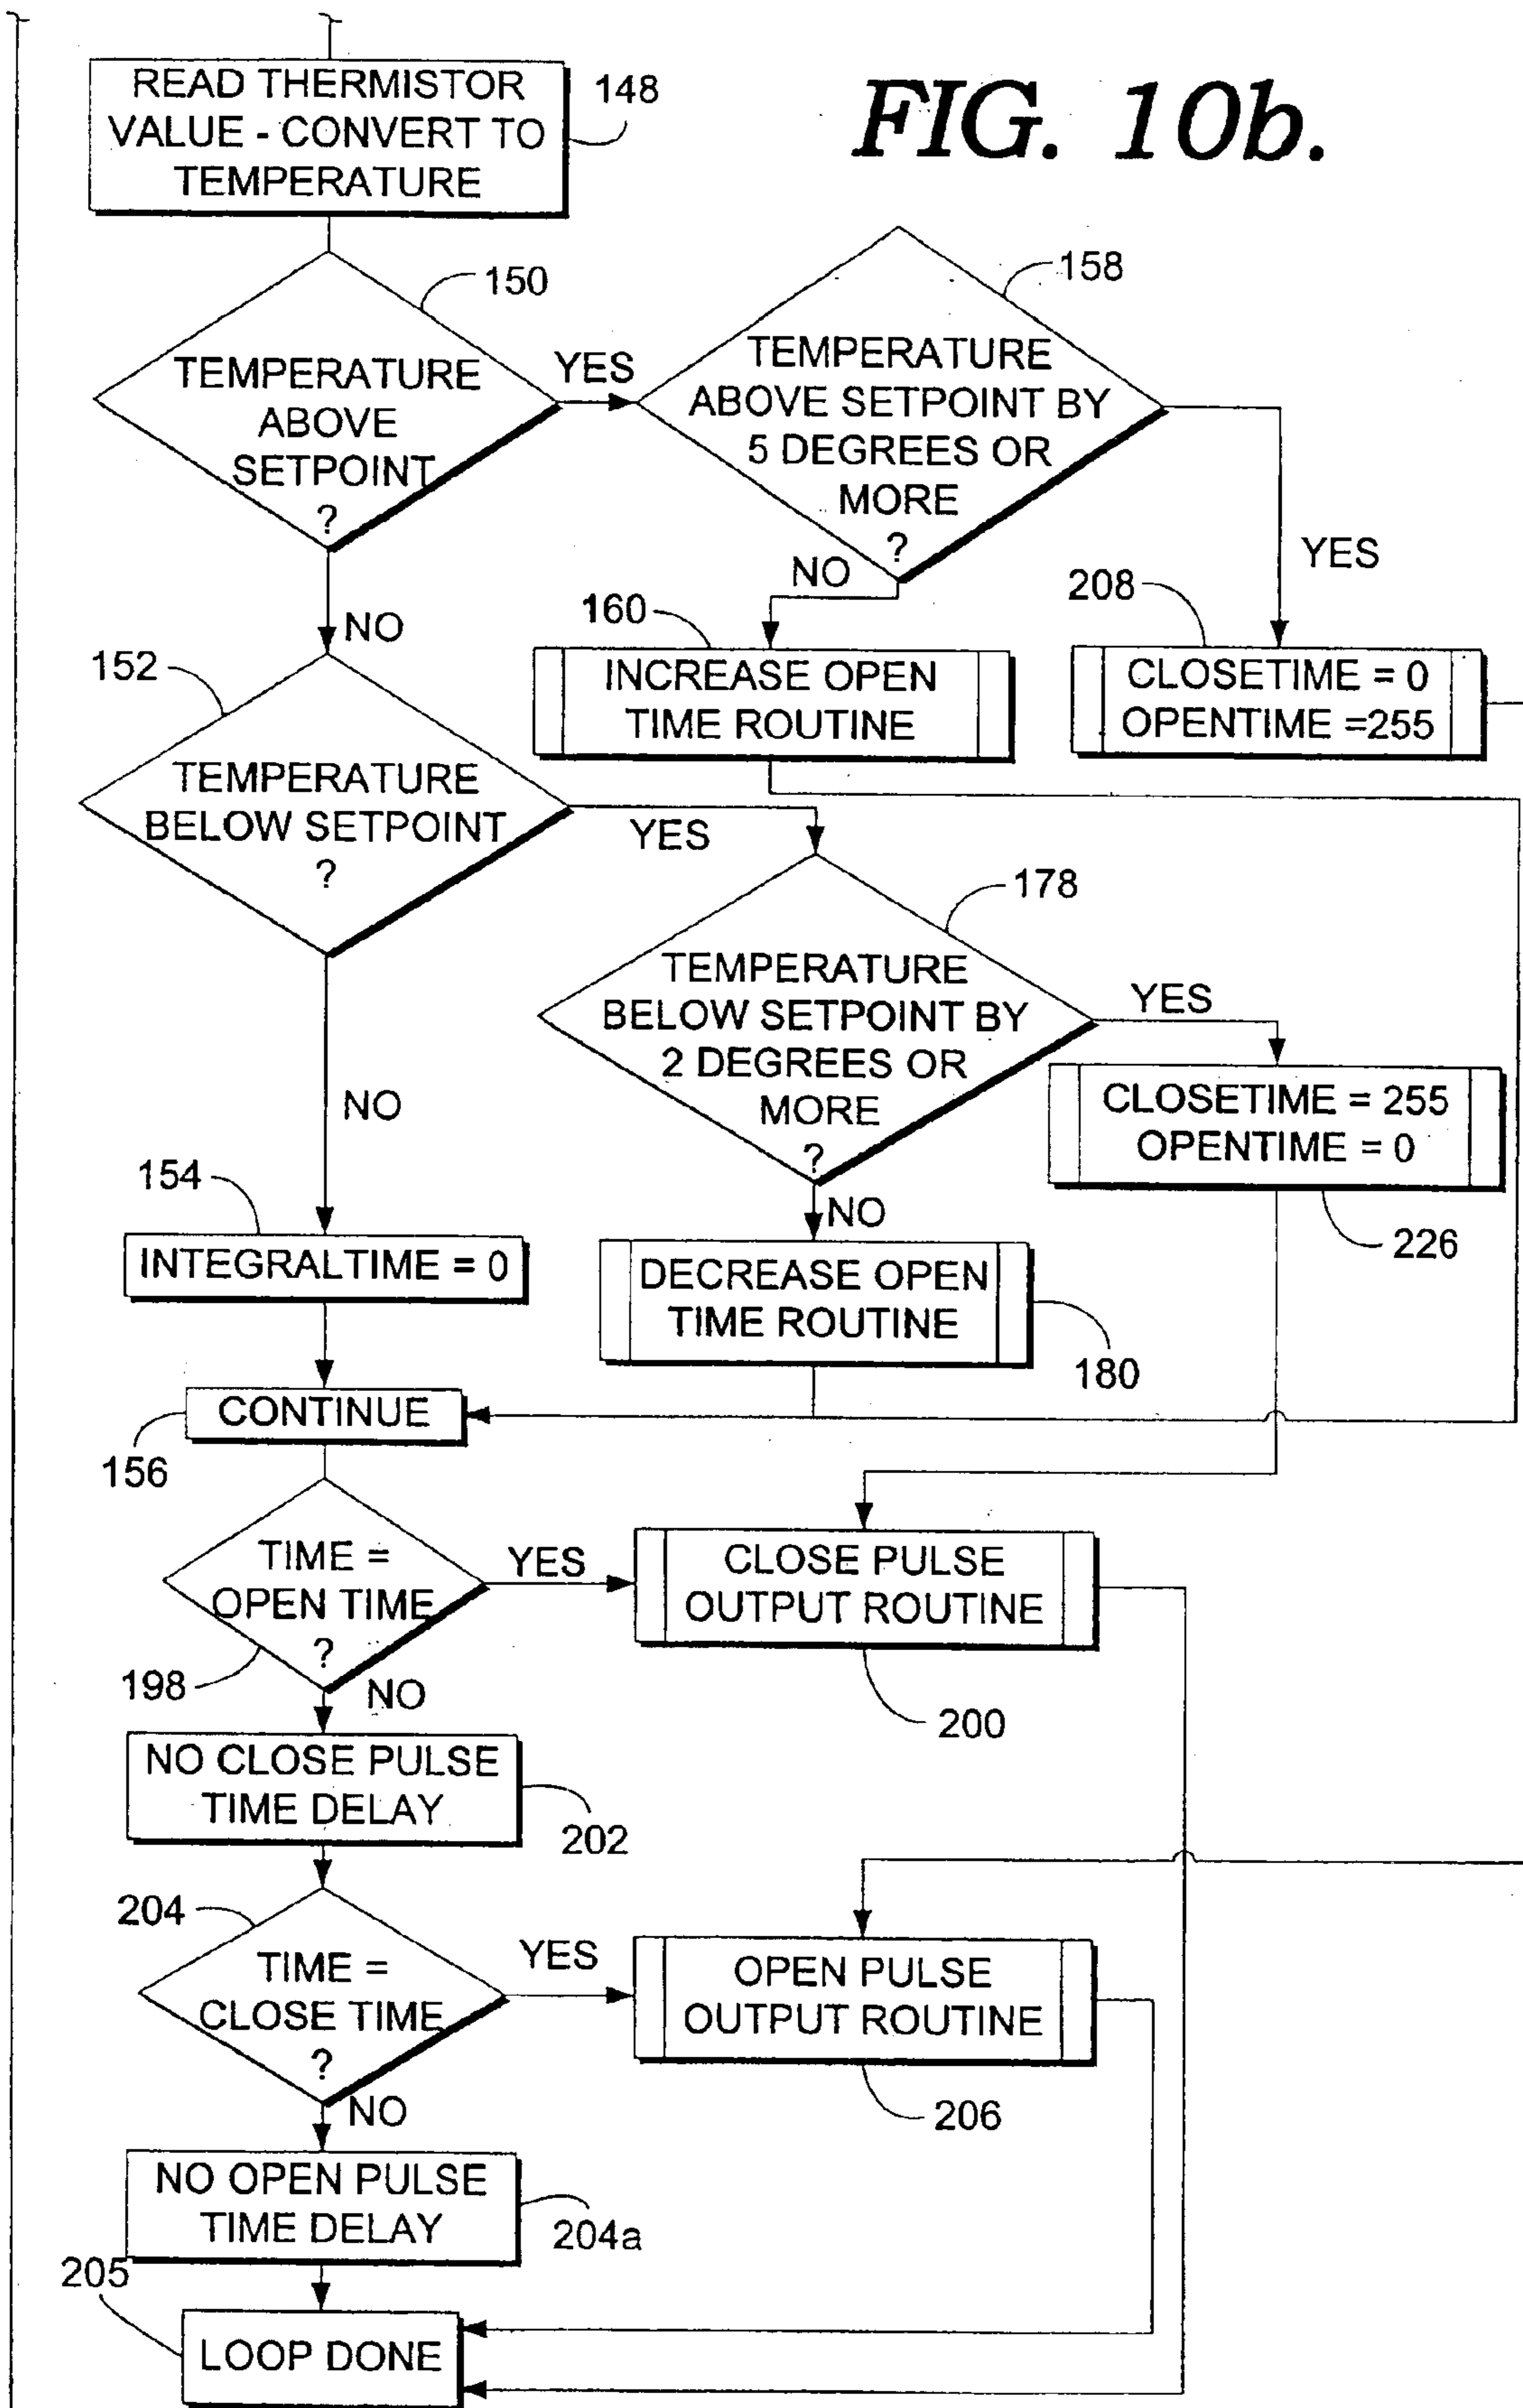 FIG. 10b.
READ THERMISTOR
VALUE - CONVERT TO
TEMPERATURE
148
150
TEMPERATURE
ABOVE
SETPOINT
?
YES
NO
158
TEMPERATURE
ABOVE SETPOINT BY
5 DEGREES OR
MORE
?
NO
YES
160
INCREASE OPEN
TIME ROUTINE
208
CLOSETIME = 0
OPENTIME =255
152
TEMPERATURE
BELOW SETPOINT
?
YES
NO
178
TEMPERATURE
BELOW SETPOINT BY
2 DEGREES OR
MORE
?
YES
NO
CLOSETIME = 255
OPENTIME = 0
226
154
INTEGRALTIME = 0
DECREASE OPEN
TIME ROUTINE
180
CONTINUE
156
TIME =
OPEN TIME
?
198
YES
NO
CLOSE PULSE
OUTPUT ROUTINE
200
NO CLOSE PULSE
TIME DELAY
202
204
TIME =
CLOSE TIME
?
YES
NO
OPEN PULSE
OUTPUT ROUTINE
206
NO OPEN PULSE
TIME DELAY
204a
205
LOOP DONE